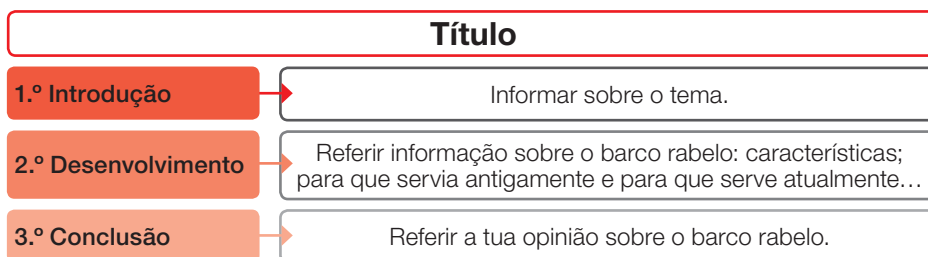 Título
1.º Introdução
Informar sobre o tema.
2.º Desenvolvimento
Referir informação sobre o barco rabelo: características;
para que servia antigamente e para que serve atualmente…
3.º Conclusão
Referir a tua opinião sobre o barco rabelo.